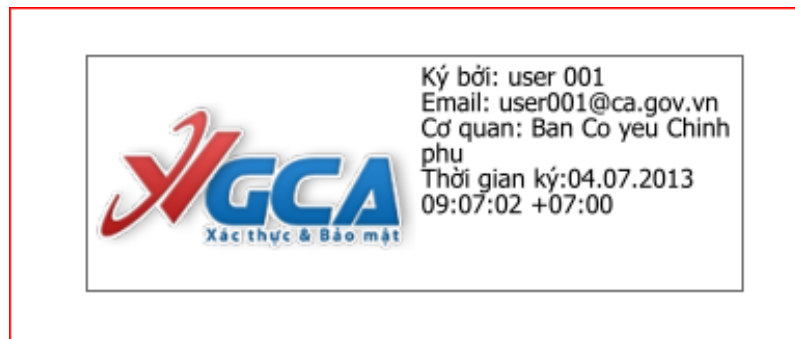 VGCA
Xác thực & Bảo mật
Ký bởi: user 001
Email: user001@ca.gov.vn
Cơ quan: Ban Co yeu Chinh
phu
Thời gian ký:04.07.2013
09:07:02 +07:00